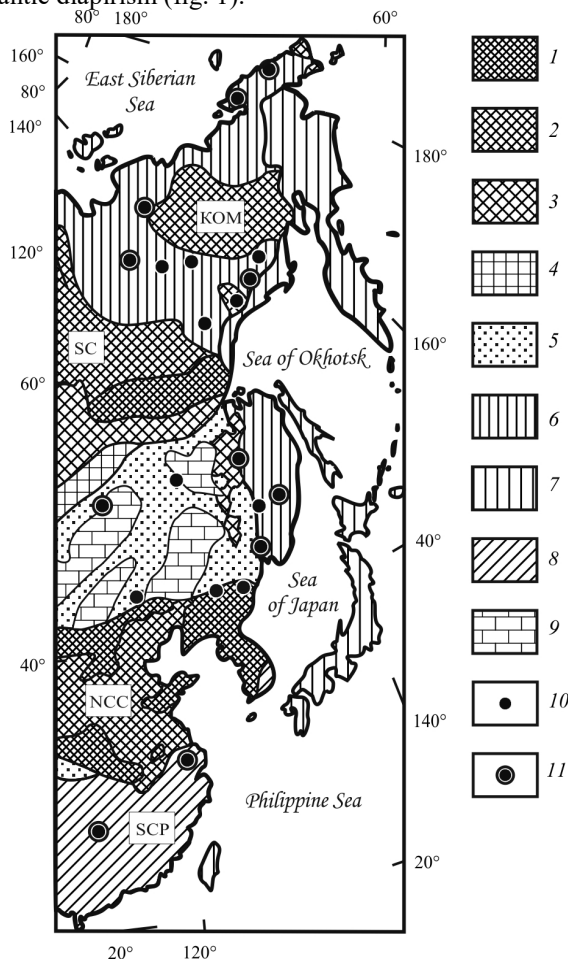 antic diapirism (fig. 1).
80° 180° 60°
160°
East Siberian
Sea
80°
140°
180°
KOM
120°
SC
Sea of Okhotsk
160°
60°
40°
Sea
of Japan
40°
NCC
140°
Philippine Sea
SCP
20°
20° 120°
1
2
3
4
5
6
7
8
9
10
11